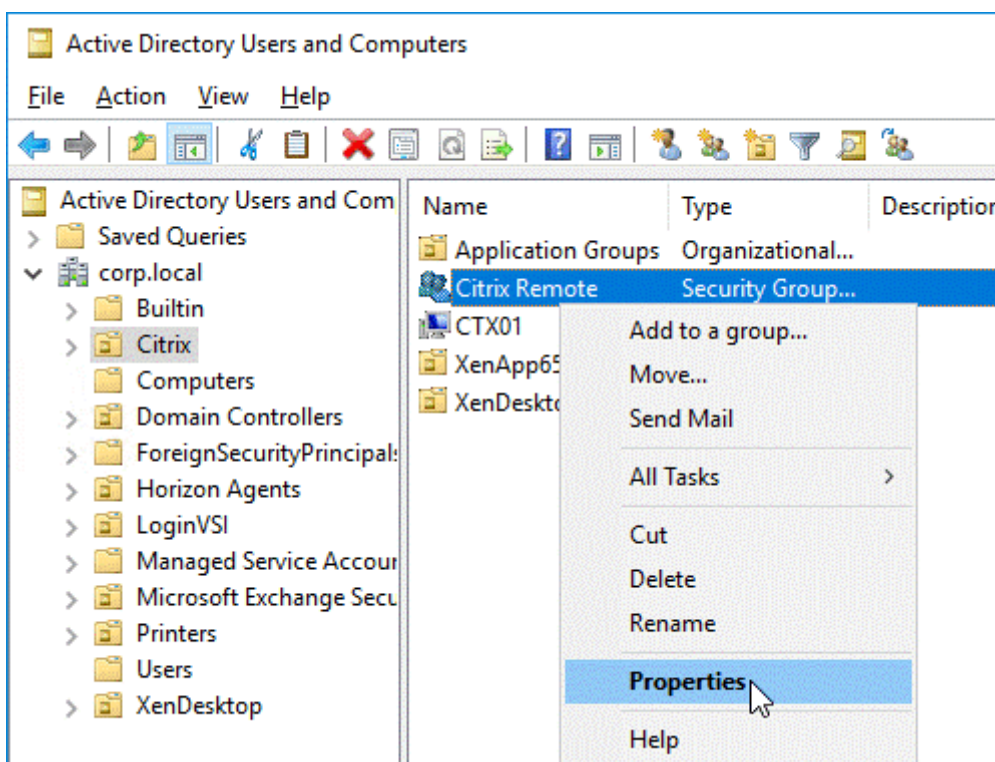 Active Directory Users and Computers
File Action View Help
Active Directory Users and Com
Saved Queries
corp.local
Builtin
Citrix
Computers
Domain Controllers
ForeignSecurityPrincipals
Horizon Agents
LoginVSI
Managed Service Accour
Microsoft Exchange Secu
Printers
Users
XenDesktop
Name Type Description
Application Groups Organizational...
Citrix Remote Security Group...
CTX01
XenApp65
XenDeskto
Add to a group...
Move...
Send Mail
All Tasks
Cut
Delete
Rename
Properties
Help